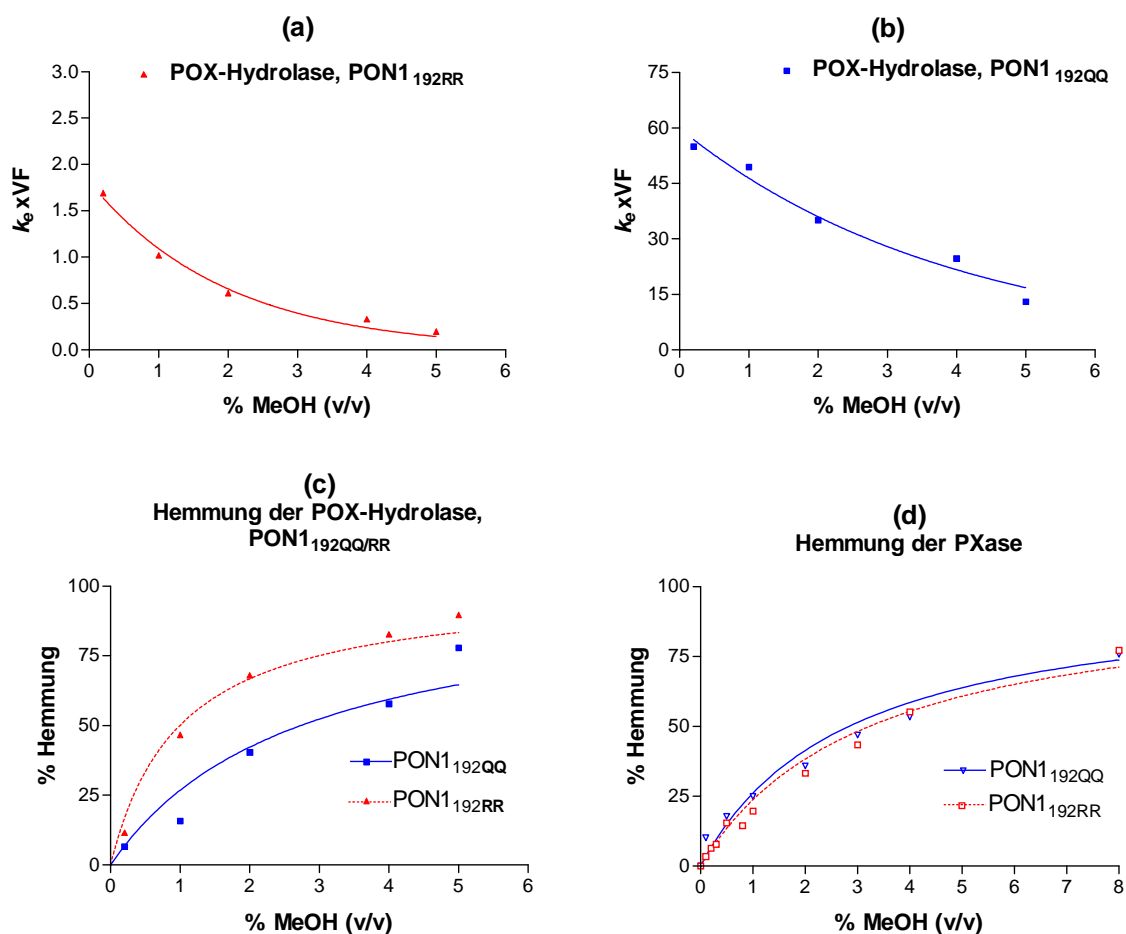 (a)
POX-Hydrolase, PON1192RR
3.0
2.5
2.0
1.5
1.0
0.5
0.0
ke xVF
0 1 2 3 4 5 6
% MeOH (v/v)
(b)
POX-Hydrolase, PON1192QQ
75
60
45
30
15
0
ke xVF
0 1 2 3 4 5 6
% MeOH (v/v)
(c)
Hemmung der POX-Hydrolase,
PON1192QQ/RR
100
75
50
25
0
% Hemmung
PON1192QQ
PON1192RR
0 1 2 3 4 5 6
% MeOH (v/v)
(d)
Hemmung der PXase
100
75
50
25
0
% Hemmung
PON1192QQ
PON1192RR
0 1 2 3 4 5 6 7 8
% MeOH (v/v)